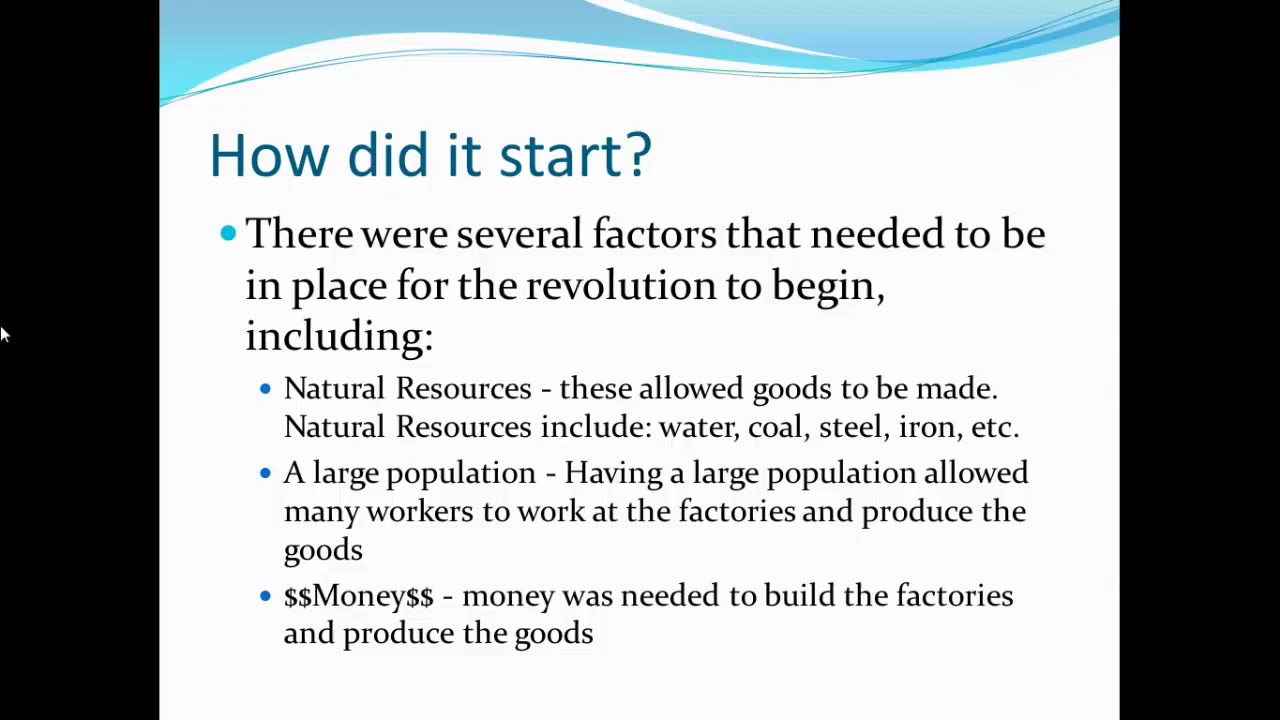 How did it start?
There were several factors that needed to be
in place for the revolution to begin,
including:
Natural Resources - these allowed goods to be made.
Natural Resources include: water, coal, steel, iron, etc.
A large population - Having a large population allowed
many workers to work at the factories and produce the
goods
$$Money$$ - money was needed to build the factories
and produce the goods